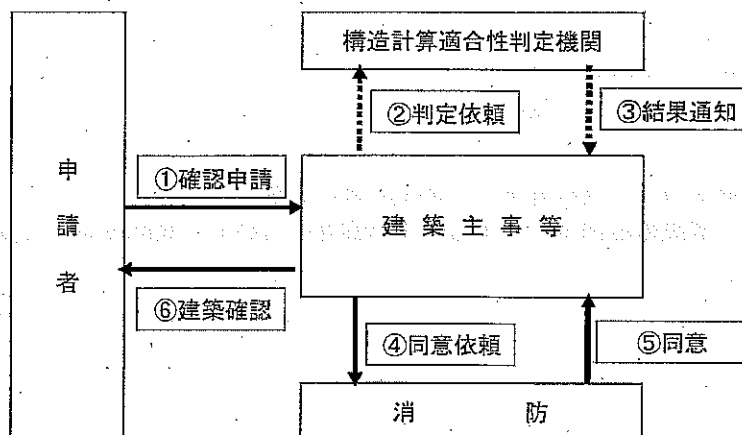 構造計算適合性判定機関
②判定依頼
③結果通知
申請者
①確認申請
建築主事等
⑥建築確認
④同意依頼
⑤同意
消防